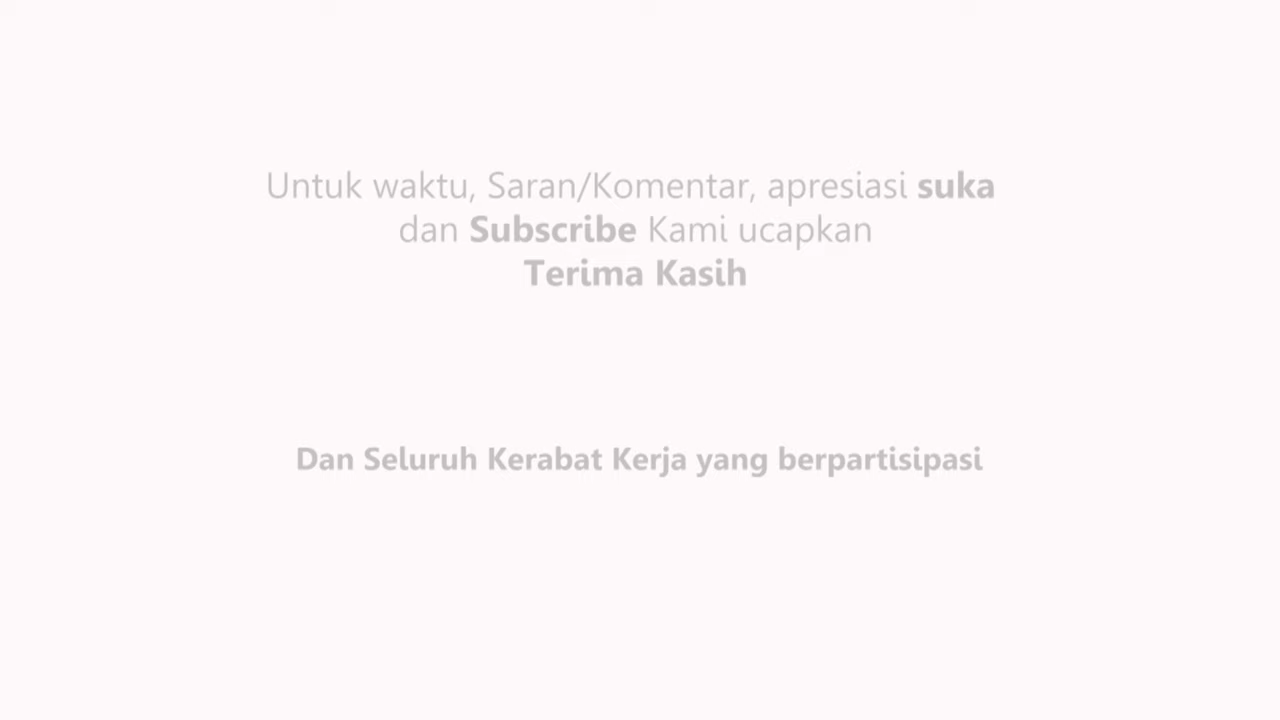 Untuk waktu, Saran/Komentar, apresiasi suka
dan Subscribe Kami ucapkan
Terima Kasih
Dan Seluruh Kerabat Kerja yang berpartisipasi